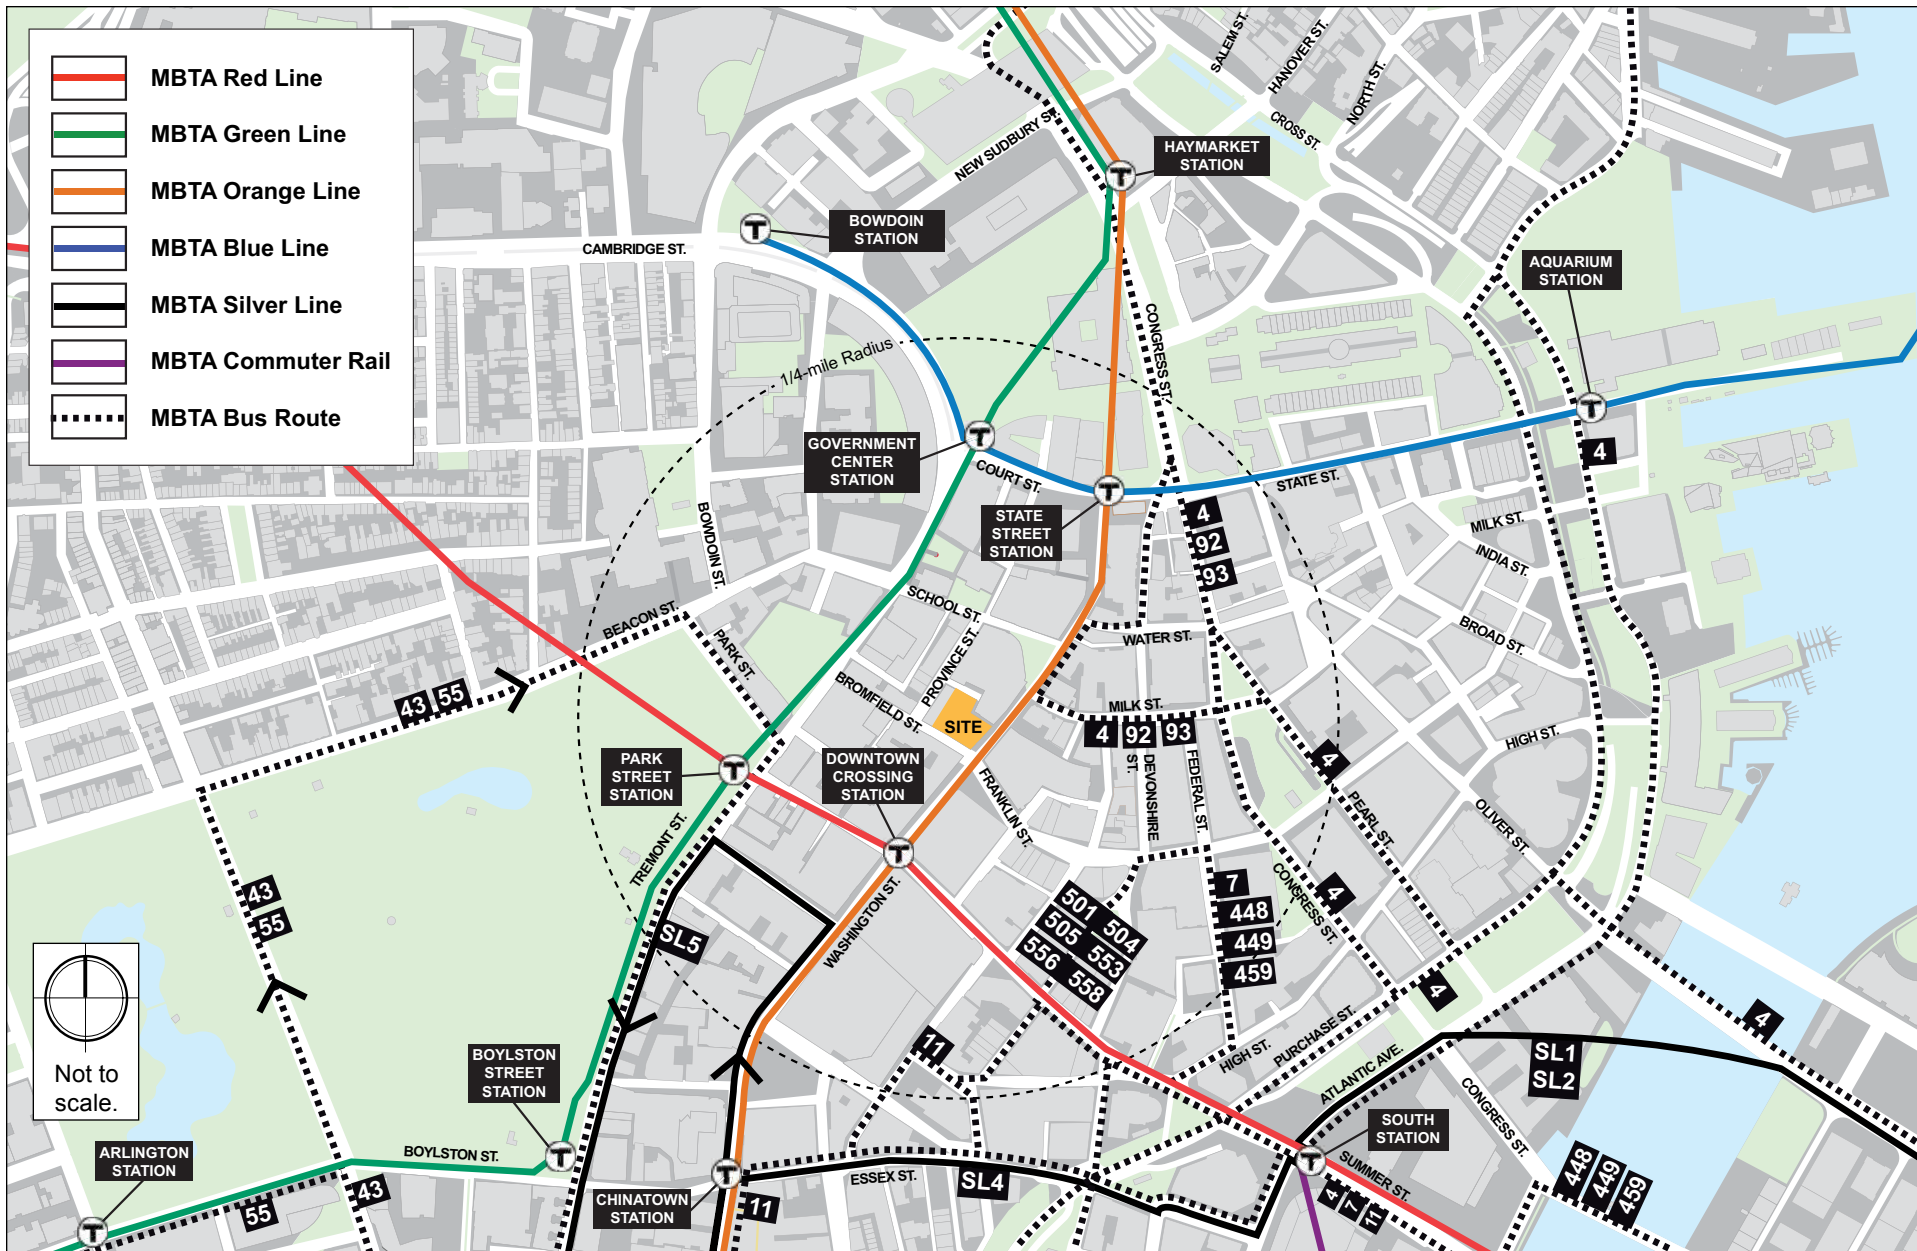 MBTA Red Line
MBTA Green Line
MBTA Orange Line
MBTA Blue Line
MBTA Silver Line
MBTA Commuter Rail
MBTA Bus Route
SALEM ST.
HANOVER ST.
NORTH ST.
CROSS ST.
NEW SUDBURY ST.
HAYMARKET
STATION
BOWDOIN
STATION
CAMBRIDGE ST.
AQUARIUM
STATION
CONGRESS ST.
1/4-mile Radius
GOVERNMENT
CENTER
STATION
COURT ST.
STATE ST.
4
STATE
STREET
STATION
4
92
93
MILK ST.
INDIA ST.
BROAD ST.
BOWDOIN ST.
BEACON ST.
PARK ST.
SCHOOL ST.
PROVINCE ST.
BROMFIELD ST.
SITE
WATER ST.
MILK ST.
4
92
93
43
55
HIGH ST.
PARK
STREET
STATION
DOWNTOWN
CROSSING
STATION
FRANKLIN ST.
DEVONSHIRE
ST.
FEDERAL ST.
4
PEARL ST.
OLIVER ST.
TREMONT ST.
WASHINGTON ST.
SL5
43
55
501
504
505
553
556
558
7
448
449
459
CONGRESS ST.
4
4
4
11
HIGH ST.
PURCHASE ST.
ATLANTIC AVE.
SL1
SL2
CONGRESS ST.
Not to
scale.
BOYLSTON
STREET
STATION
SOUTH
STATION
SUMMER ST.
ARLINGTON
STATION
BOYLSTON ST.
43
55
CHINATOWN
STATION
11
ESSEX ST.
SL4
4
7
11
448
449
459
T
T
T
T
T
T
T
T
T
T
T